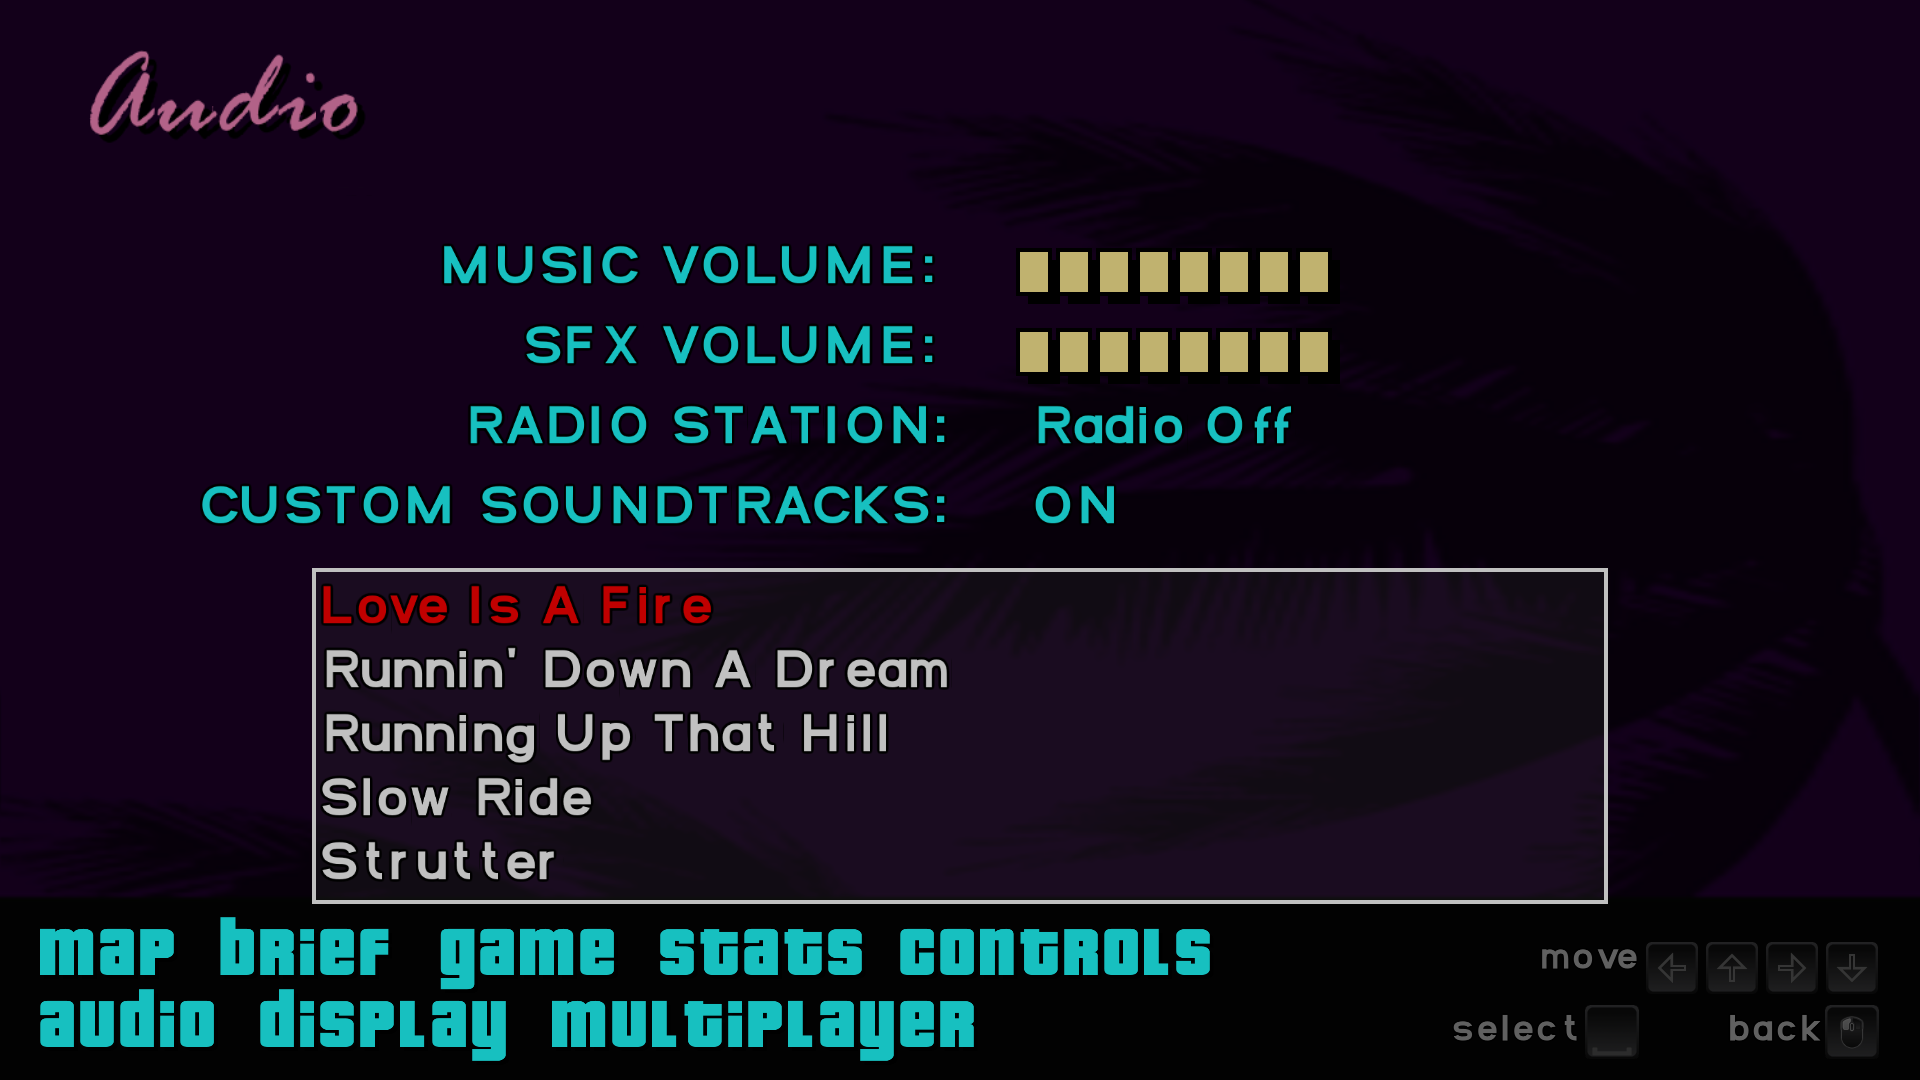 Audio
MUSIC VOLUME:
SFX VOLUME:
RADIO STATION: Radio Off
CUSTOM SOUNDTRACKS: ON
Love Is A Fire
Runnin' Down A Dream
Running Up That Hill
Slow Ride
Strutter
map brief game stats controls
audio display multiplayer
move
select back